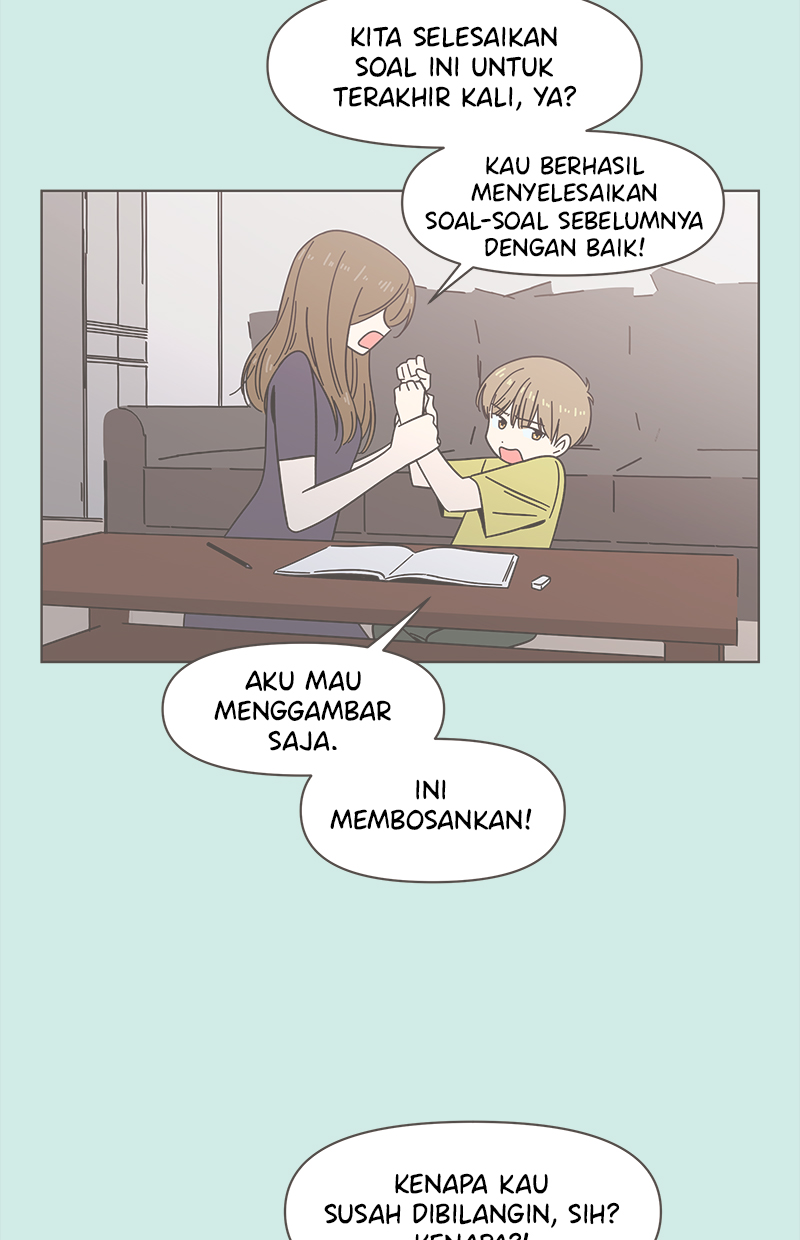 KITA SELESAIKAN
SOAL INI UNTUK
TERAKHIR KALI, YA?
KAU BERHASIL
MENYELESAIKAN
SOAL-SOAL SEBELUMNYA
DENGAN BAIK!
AKU MAU
MENGGAMBAR
SAJA.
INI
MEMBOSANKAN!
KENAPA KAU
SUSAH DIBILANGIN, SIH?
KENAPA?!